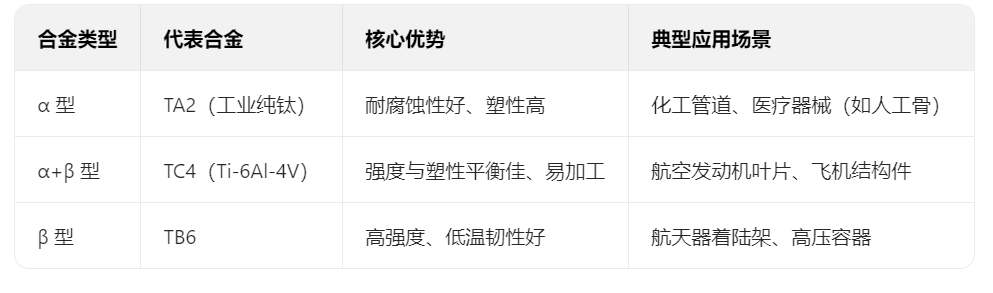 合金类型 代表合金 核心优势 典型应用场景
α 型 TA2（工业纯钛） 耐腐蚀性好、塑性高 化工管道、医疗器械（如人工骨）
α+β 型 TC4（Ti-6Al-4V） 强度与塑性平衡佳、易加工 航空发动机叶片、飞机结构件
β 型 TB6 高强度、低温韧性好 航天器着陆架、高压容器